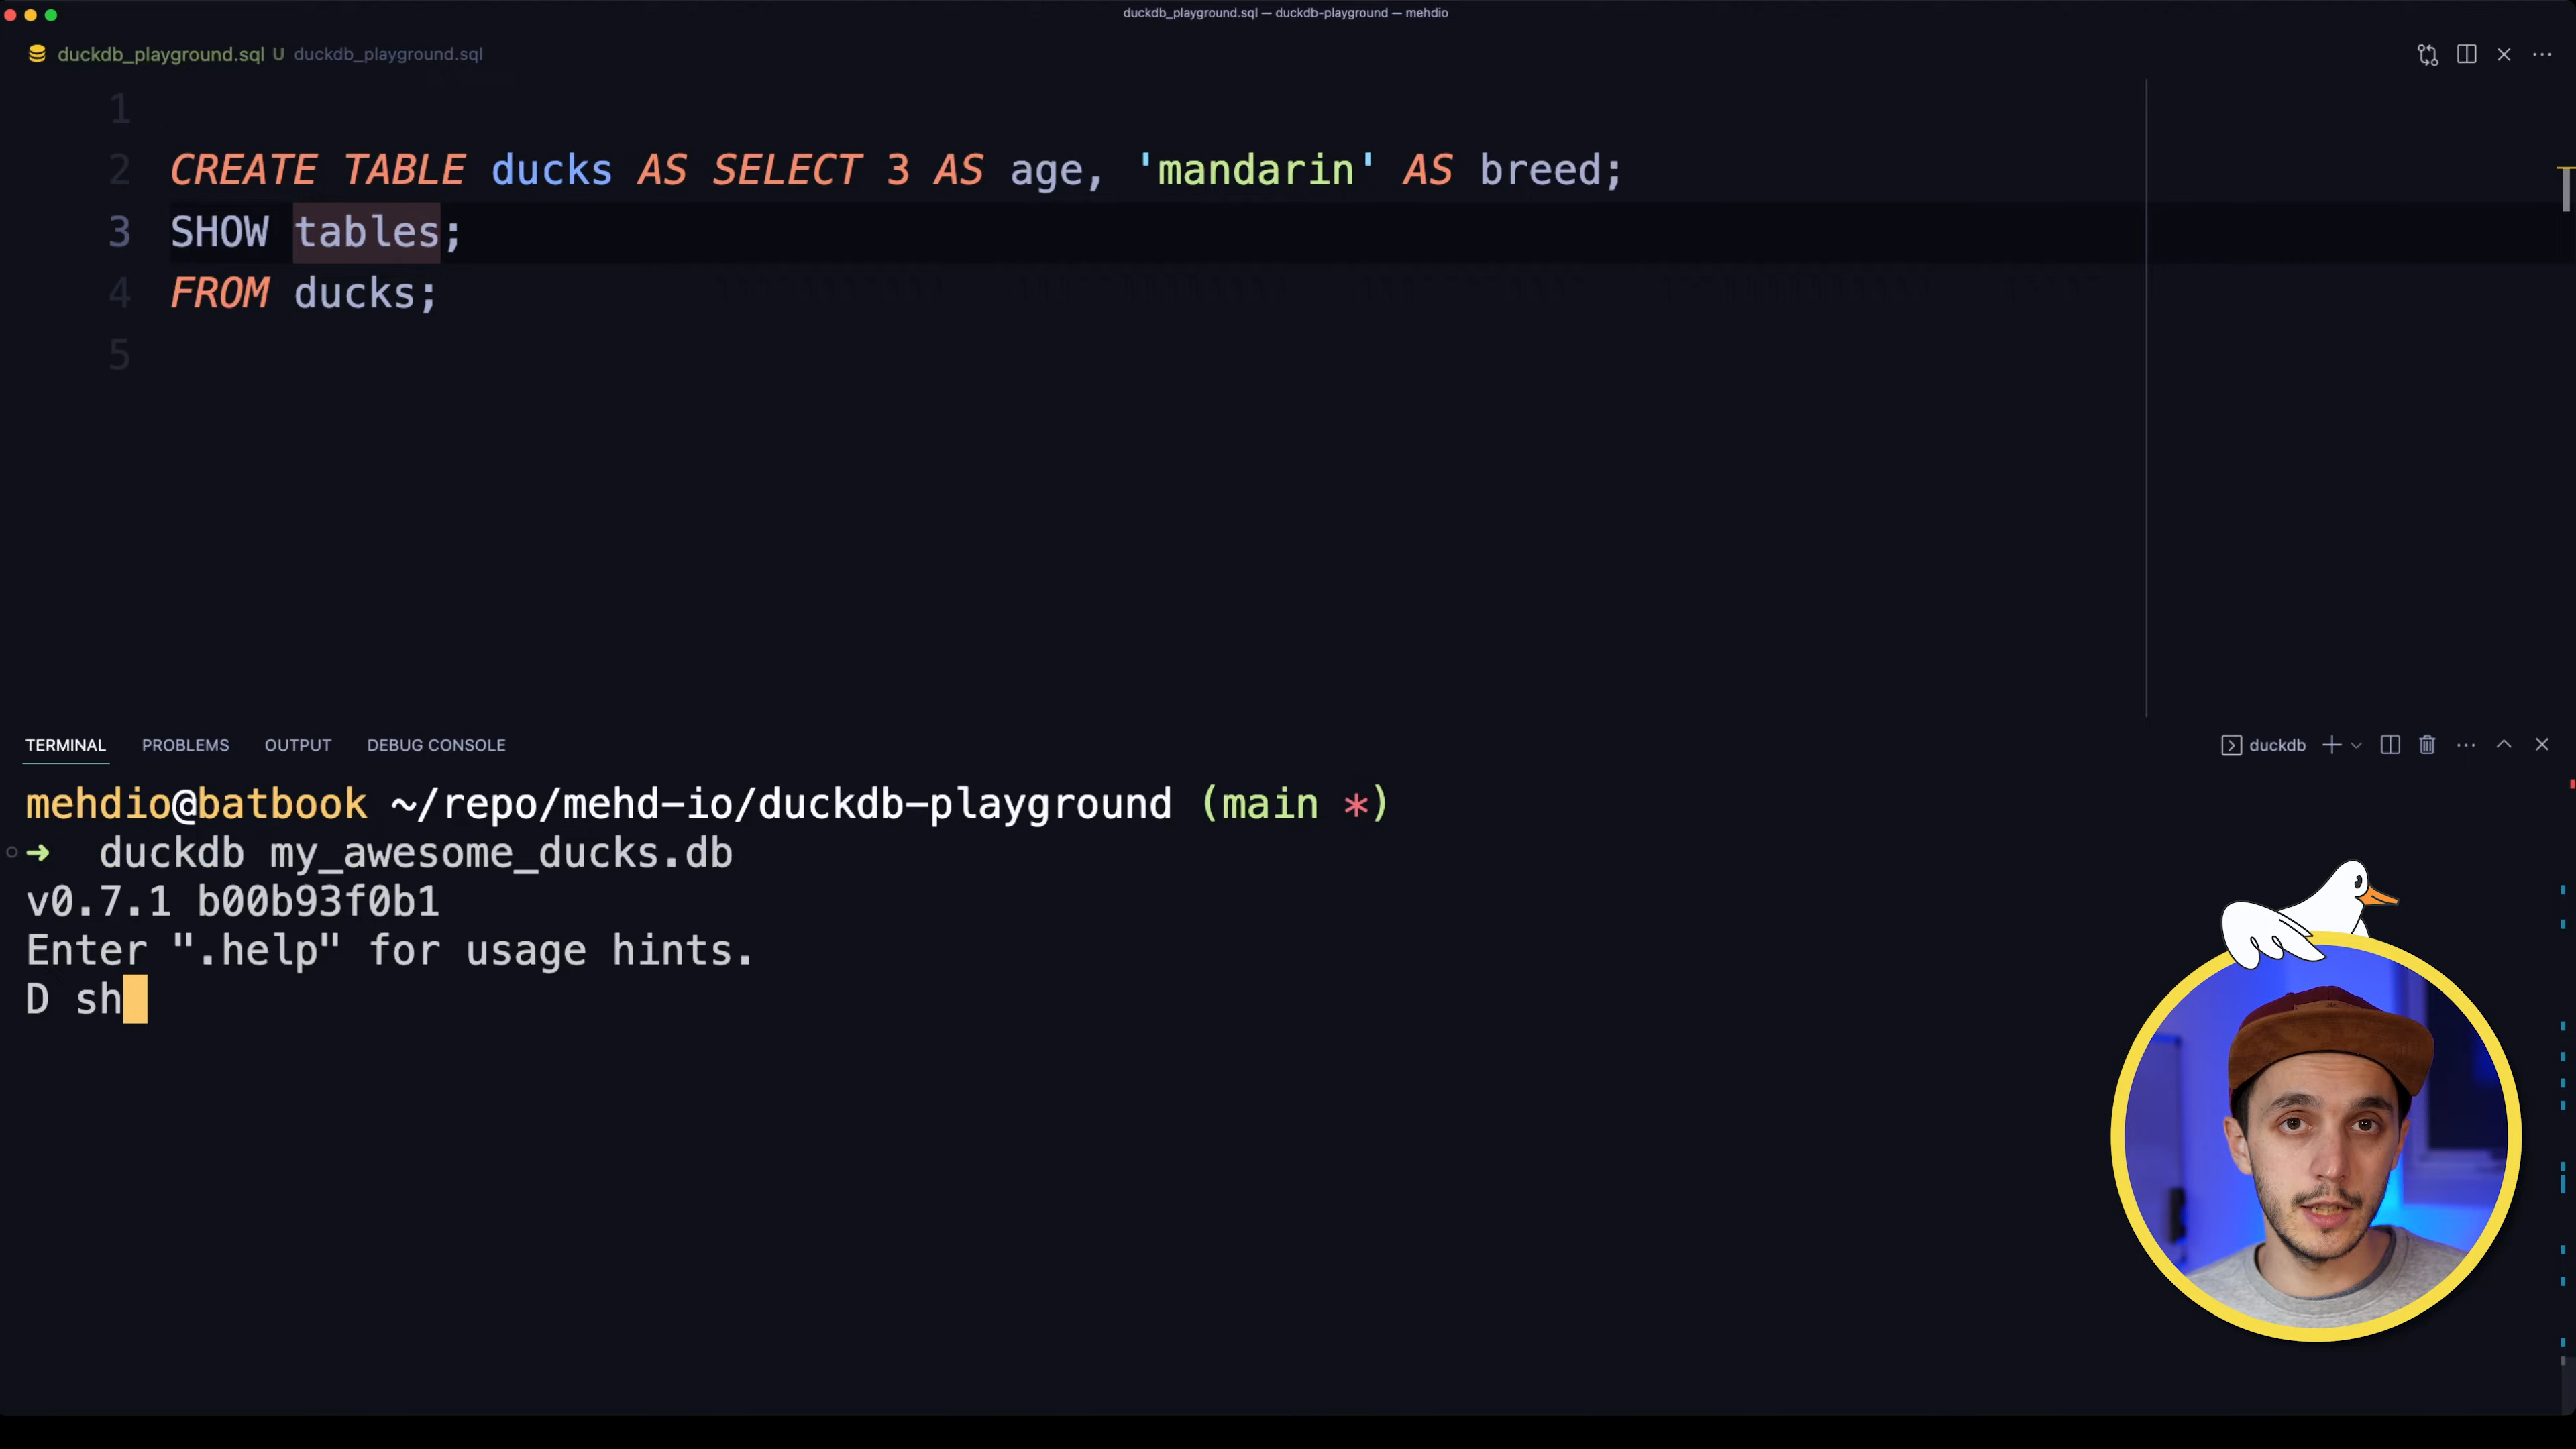 duckdb_playground.sql — duckdb-playground — mehdio
duckdb_playground.sql U duckdb_playground.sql
1
2 CREATE TABLE ducks AS SELECT 3 AS age, 'mandarin' AS breed;
3 SHOW tables;
4 FROM ducks;
5
TERMINAL PROBLEMS OUTPUT DEBUG CONSOLE duckdb
mehdio@batbook ~/repo/mehd-io/duckdb-playground (main *)
➜ duckdb my_awesome_ducks.db
v0.7.1 b00b93f0b1
Enter ".help" for usage hints.
D sh